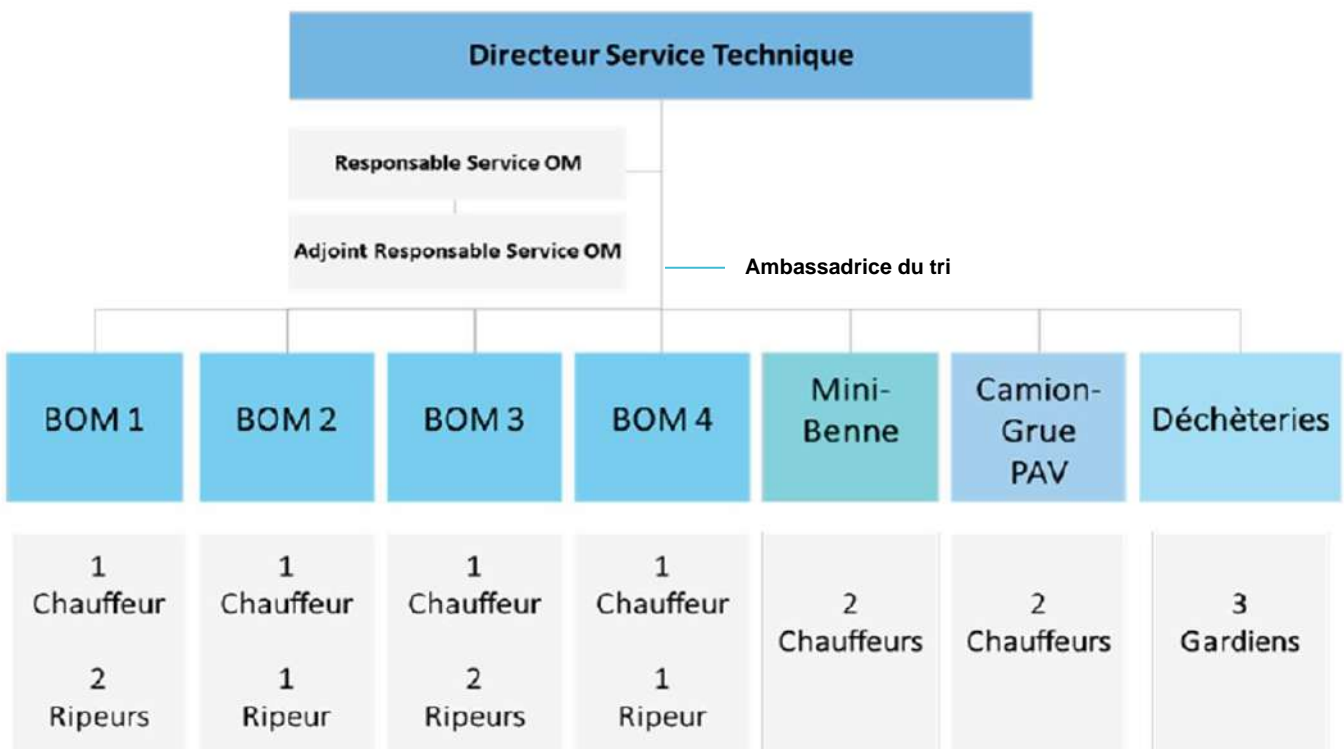 Directeur Service Technique
Responsable Service OM
Adjoint Responsable Service OM
Ambassadrice du tri
BOM 1
BOM 2
BOM 3
BOM 4
Mini-
Benne
Camion-
Grue
PAV
Déchèteries
1
Chauffeur
2
Ripeurs
1
Chauffeur
1
Ripeur
1
Chauffeur
2
Ripeurs
1
Chauffeur
1
Ripeur
2
Chauffeurs
2
Chauffeurs
3
Gardiens